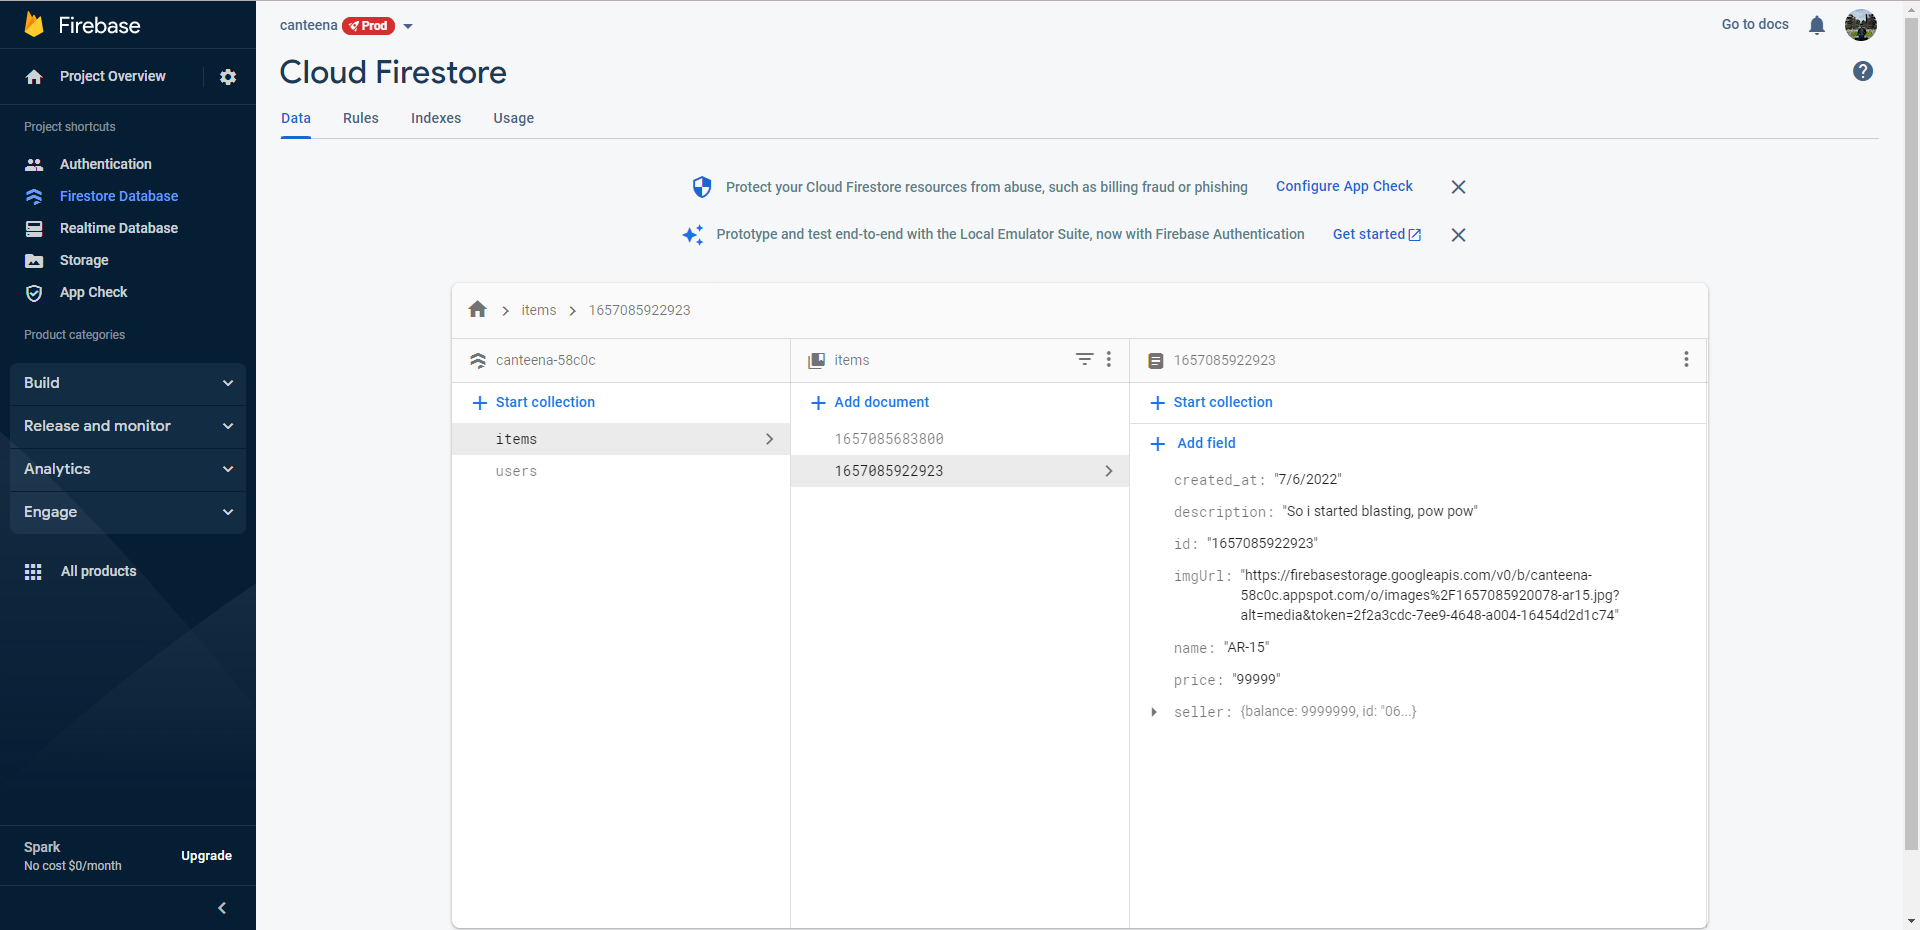 Firebase
Project Overview
Project shortcuts
Authentication
Firestore Database
Realtime Database
Storage
App Check
Product categories
Build
Release and monitor
Analytics
Engage
All products
Spark
No cost $0/month
Upgrade
canteena Prod
Go to docs
Cloud Firestore
Data Rules Indexes Usage
Protect your Cloud Firestore resources from abuse, such as billing fraud or phishing Configure App Check
Prototype and test end-to-end with the Local Emulator Suite, now with Firebase Authentication Get started
items 1657085922923
canteena-58c0c
Start collection
items
users
items
Add document
1657085683800
1657085922923
1657085922923
Start collection
Add field
created_at: "7/6/2022"
description: "So i started blasting, pow pow"
id: "1657085922923"
imgUrl: "https://firebasestorage.googleapis.com/v0/b/canteena-
58c0c.appspot.com/o/images%2F1657085920078-ar15.jpg?
alt=media&token=2f2a3cdc-7ee9-4648-a004-16454d2d1c74"
name: "AR-15"
price: "99999"
seller: {balance: 9999999, id: "06...}